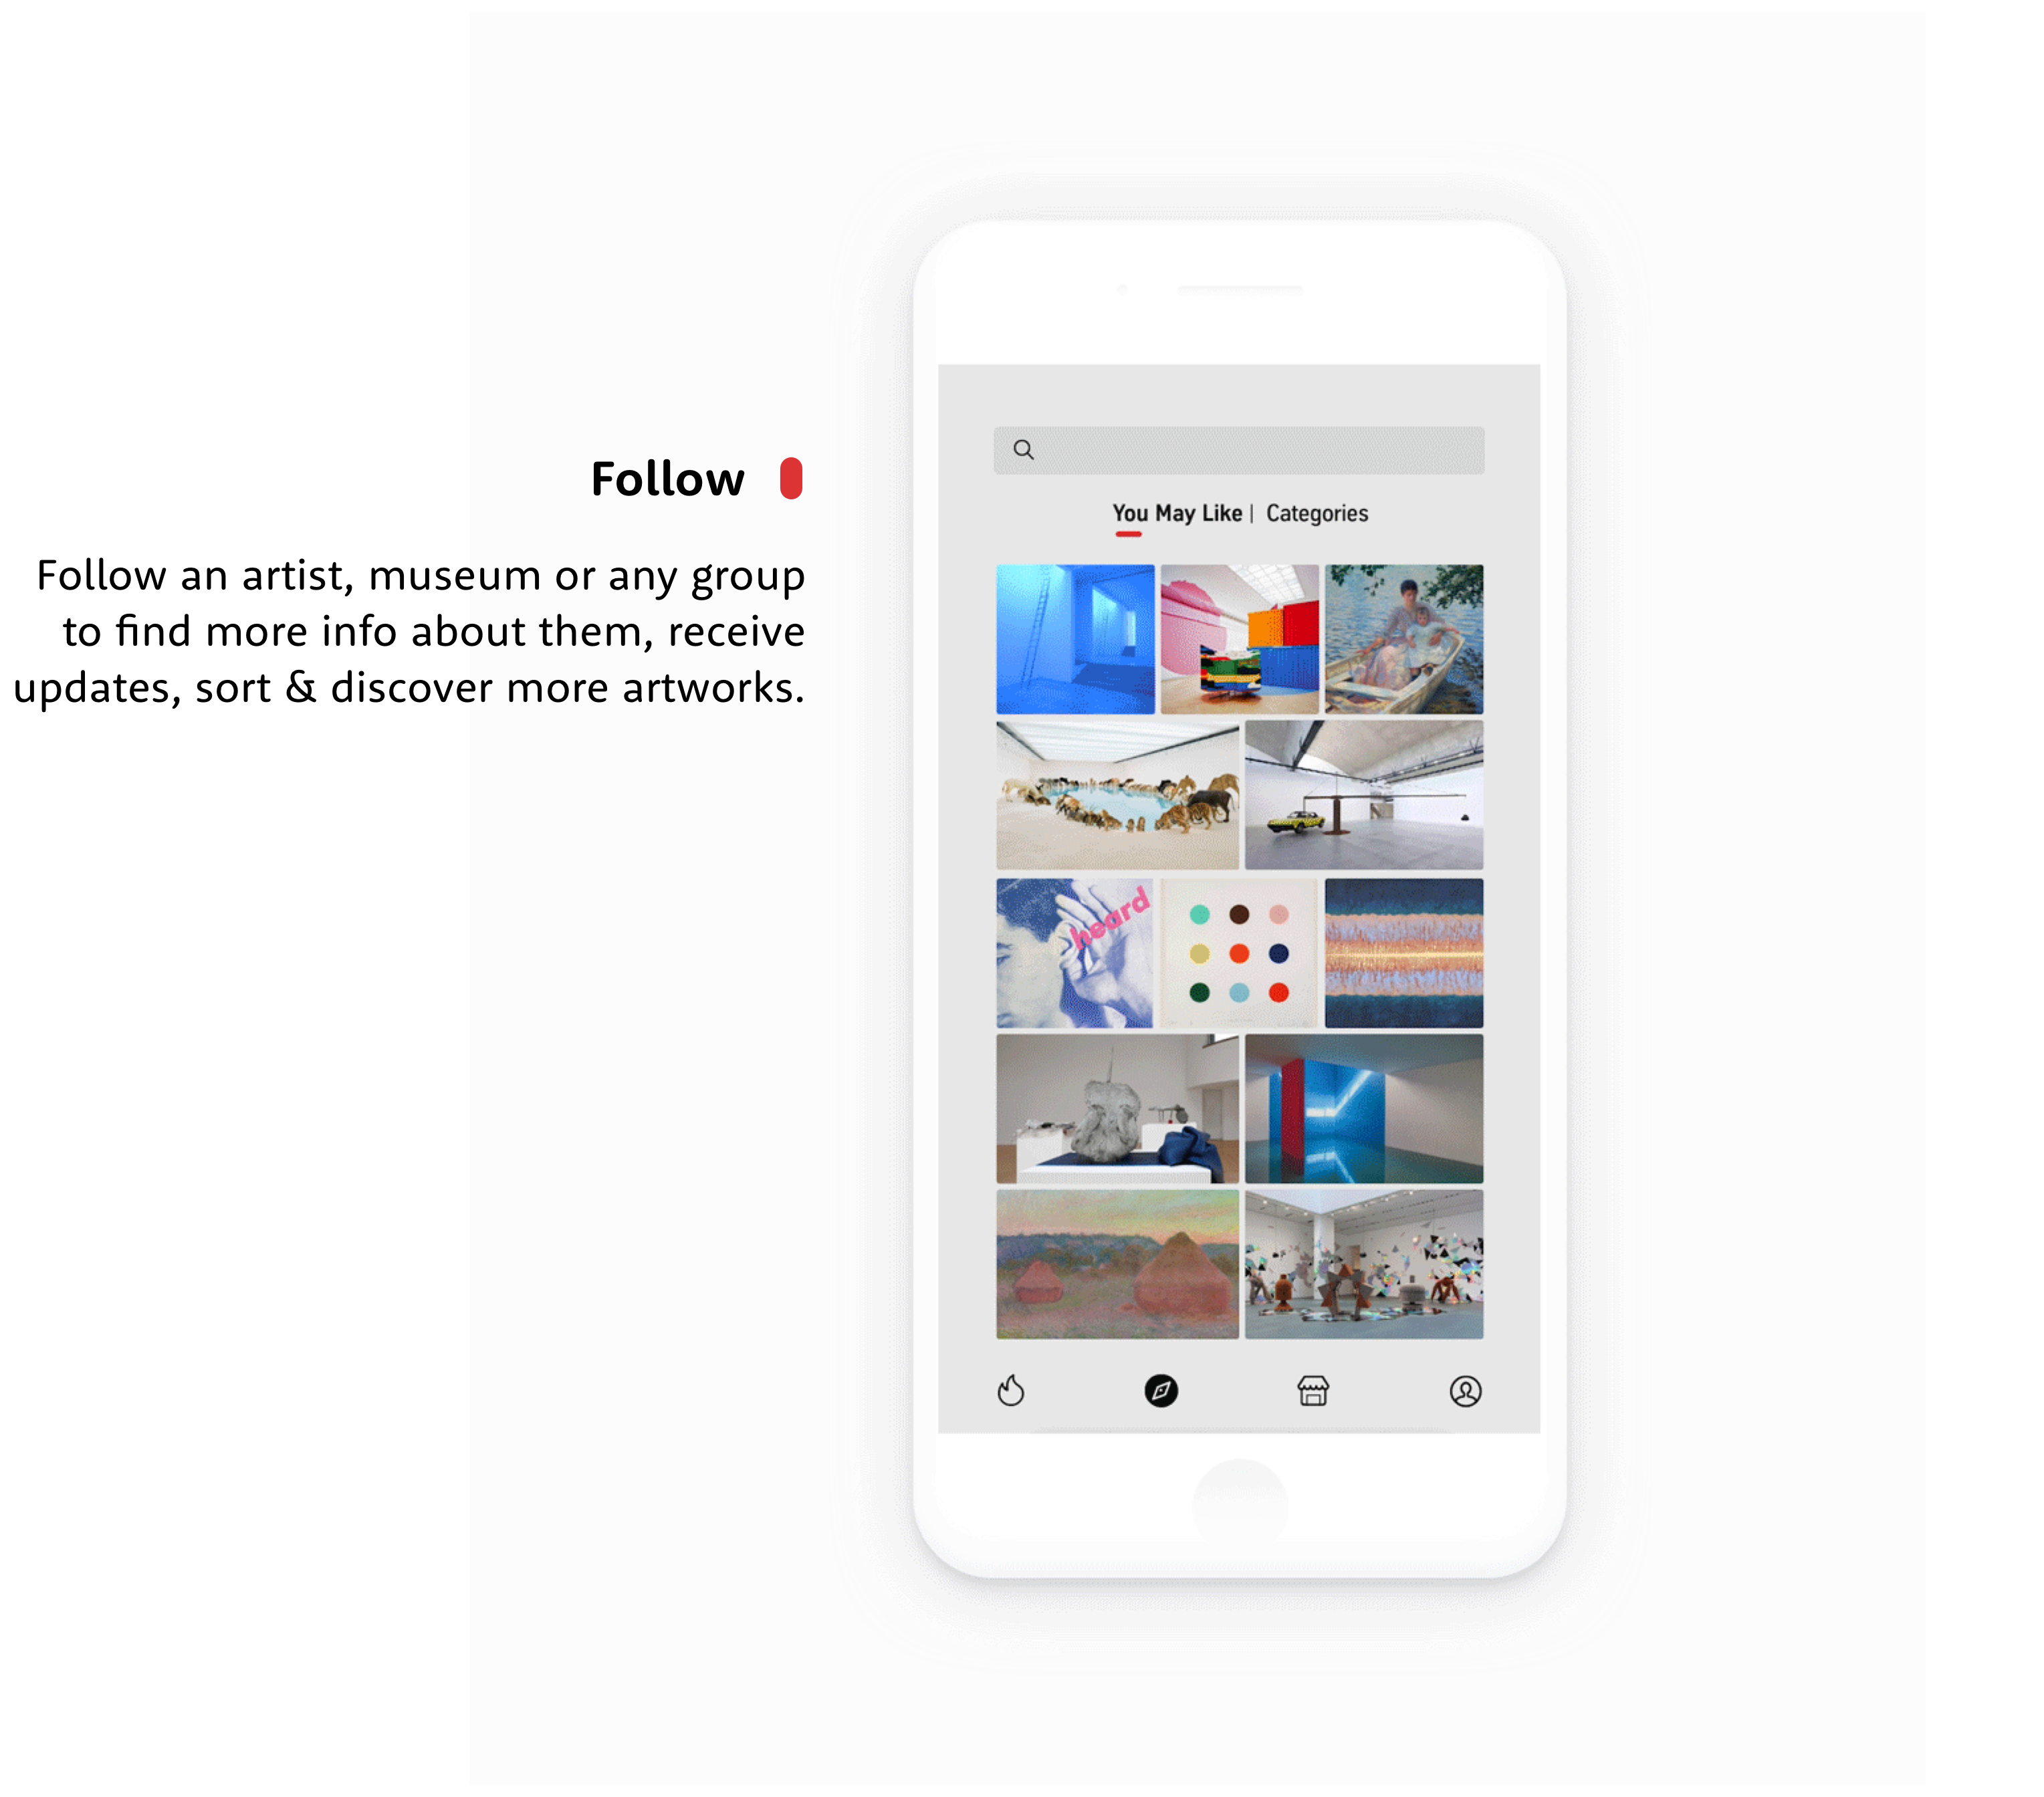 Follow
Follow an artist, museum or any group
to find more info about them, receive
updates, sort & discover more artworks.
You May Like | Categories
heard